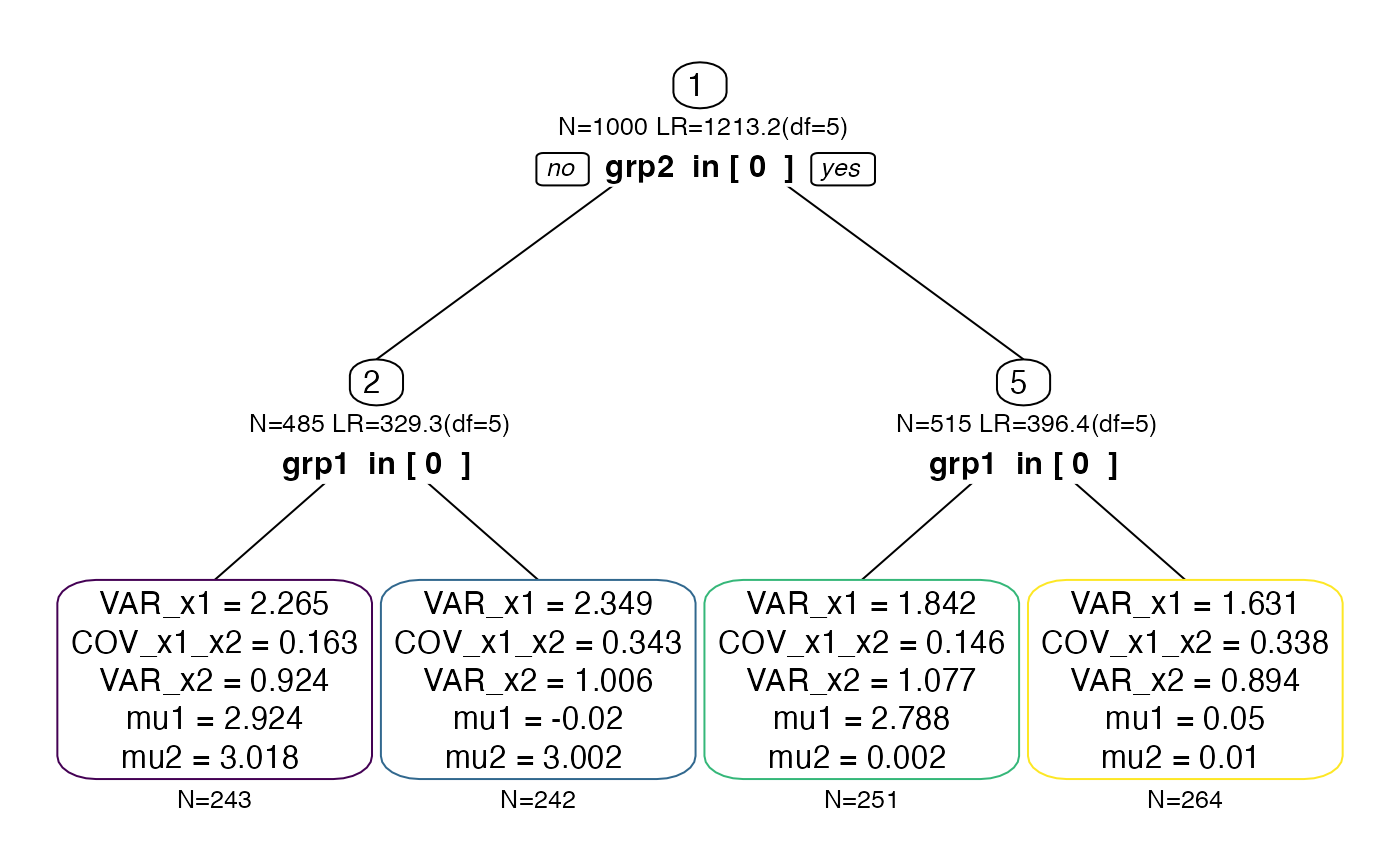 1
N=1000 LR=1213.2(df=5)
no grp2 in [ 0 ] yes
2
N=485 LR=329.3(df=5)
grp1 in [ 0 ]
5
N=515 LR=396.4(df=5)
grp1 in [ 0 ]
VAR_x1 = 2.265
COV_x1_x2 = 0.163
VAR_x2 = 0.924
mu1 = 2.924
mu2 = 3.018
N=243
VAR_x1 = 2.349
COV_x1_x2 = 0.343
VAR_x2 = 1.006
mu1 = -0.02
mu2 = 3.002
N=242
VAR_x1 = 1.842
COV_x1_x2 = 0.146
VAR_x2 = 1.077
mu1 = 2.788
mu2 = 0.002
N=251
VAR_x1 = 1.631
COV_x1_x2 = 0.338
VAR_x2 = 0.894
mu1 = 0.05
mu2 = 0.01
N=264